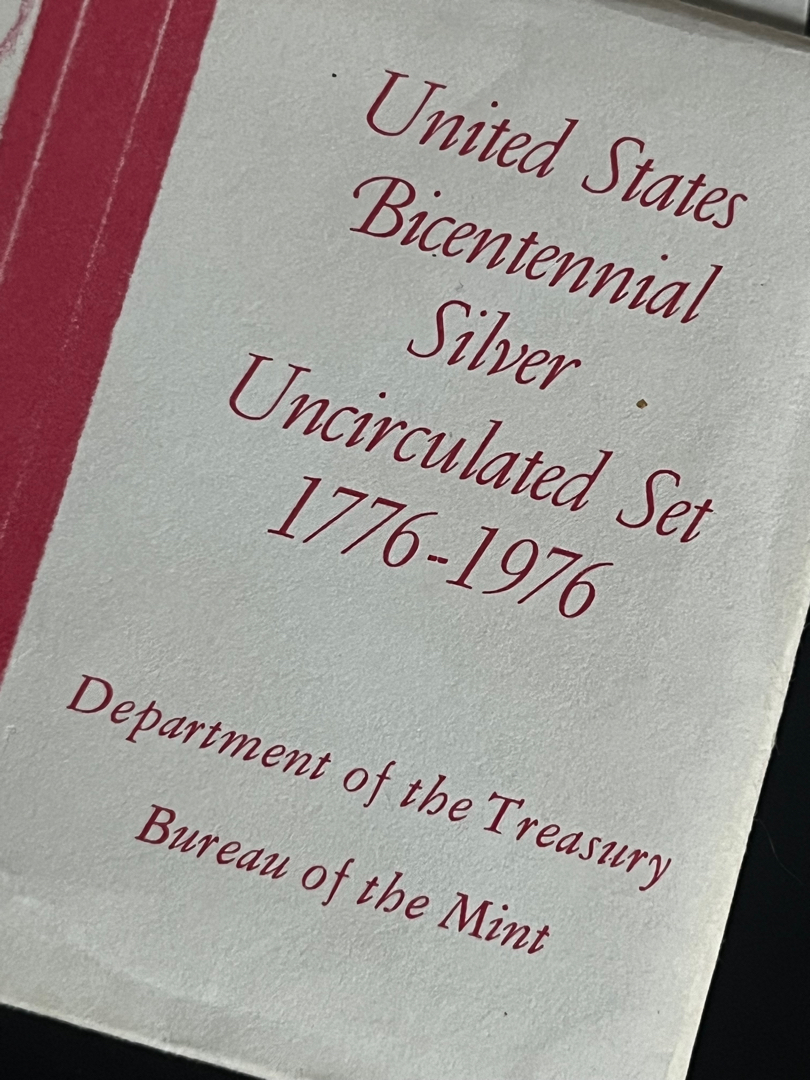 United States
Bicentennial
Silver
Uncirculated Set
1776-1976
Department of the Treasury
Bureau of the Mint